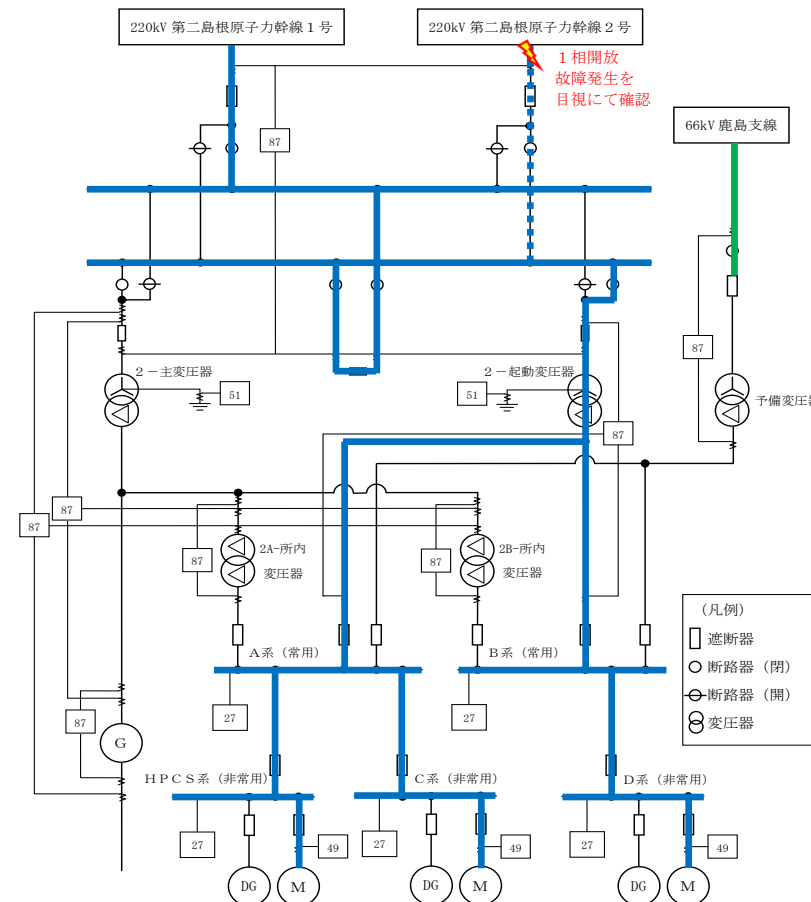 220kV 第二島根原子力幹線１号
220kV 第二島根原子力幹線２号
１相開放
故障発生を
目視にて確認
66kV 鹿島支線
87
87
２－主変圧器
51
２－起動変圧器
51
予備変圧器
87
87
87
2A-所内
変圧器
87
2B-所内
変圧器
87
(凡例)
遮断器
断路器（閉）
断路器（開）
変圧器
A系（常用）
B系（常用）
27
27
87
G
HPCS系（非常用）
C系（非常用）
D系（非常用）
27
49
27
49
27
49
DG
M
DG
M
DG
M